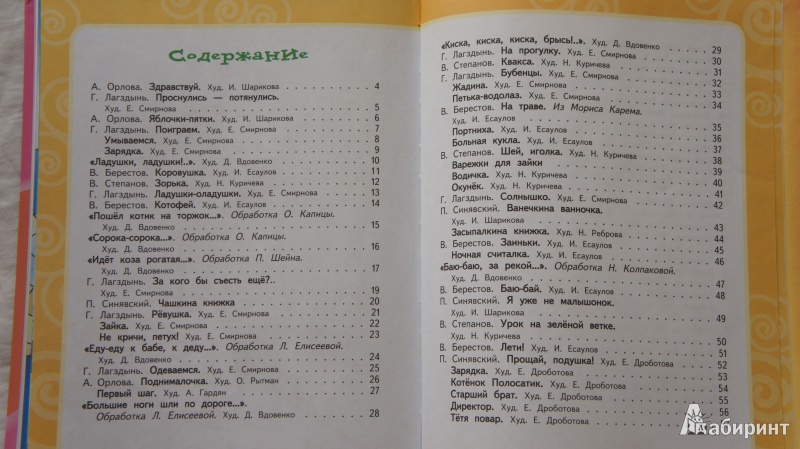 Содержание
А. Орлова. Здравствуй. Худ. И. Шарикова 4
Г. Лагздынь. Проснулись — потянулись.
Худ. Е. Смирнова 5
А. Орлова. Яблочки-пятки. Худ. И. Шарикова 6
Г. Лагздынь. Поиграем. Худ. Е. Смирнова 7
Умываемся. Худ. Е. Смирнова 8
Зарядка. Худ. Е. Смирнова 9
«Ладушки, ладушки!..». Худ. Д. Вдовенко 10
В. Берестов. Коровушка. Худ. И. Есаулов 11
В. Степанов. Зорька. Худ. Н. Куричева 12
Г. Лагздынь. Ладушки-оладушки. Худ. Е. Смирнова 13
В. Берестов. Котофей. Худ. И. Есаулов 14
«Пошёл котик на торжок...». Обработка О. Капицы.
Худ. Д. Вдовенко 15
«Сорока-сорока...». Обработка О. Капицы.
Худ. Д. Вдовенко 16
«Идёт коза рогатая...». Обработка П. Шейна.
Худ. Д. Вдовенко 17
Г. Лагздынь. За кого бы съесть ещё?..
Худ. Е. Смирнова 19
П. Синявский. Чашкина книжка 20
Г. Лагздынь. Рёвушка. Худ. Е. Смирнова 21
Зайка. Худ. Е. Смирнова 22
Не кричи, петух! Худ. Е. Смирнова 23
«Еду-еду к бабе, к деду...». Обработка Л. Елисеевой.
Худ. Д. Вдовенко 24
Г. Лагздынь. Одеваемся. Худ. Е. Смирнова 25
А. Орлова. Поднималочка. Худ. О. Рытман 26
Первый шаг. Худ. А. Гардян 27
«Большие ноги шли по дороге...».
Обработка Л. Елисеевой. Худ. Д. Вдовенко 28
«Киска, киска, киска, брысь!..». Худ. Д. Вдовенко 29
Г. Лагздынь. На прогулку. Худ. Е. Смирнова 30
В. Степанов. Квакса. Худ. Н. Куричева 31
Г. Лагздынь. Бубенцы. Худ. Е. Смирнова 32
Жадина. Худ. Е. Смирнова 33
Петька-водолаз. Худ. Е. Смирнова 34
В. Берестов. На траве. Из Мориса Карема.
Худ. И. Есаулов 35
Портниха. Худ. И. Есаулов 36
Больная кукла. Худ. И. Есаулов 37
В. Степанов. Шей, иголка. Худ. Н. Куричева 38
Варежки для зайки 39
Водичка. Худ. Н. Куричева 40
Окунёк. Худ. Н. Куричева 41
Г. Лагздынь. Солнышко. Худ. Е. Смирнова 42
П. Синявский. Ванечкина ванночка.
Худ. И. Шарикова 43
Засыпалкина книжка. Худ. Н. Реброва 44
В. Берестов. Заиньки. Худ. И. Есаулов 45
Ночная считалка. Худ. И. Есаулов 46
«Баю-баю, за рекой...». Обработка Н. Колпаковой.
Худ. Д. Вдовенко 47
В. Берестов. Баю-бай. Худ. И. Есаулов 48
П. Синявский. Я уже не малышонок.
Худ. И. Шарикова 49
В. Степанов. Урок на зелёной ветке.
Худ. Н. Куричева 50
В. Берестов. Лети! Худ. И. Есаулов 51
П. Синявский. Прощай, подушка! Худ. Е. Дроботова 52
Зарядка. Худ. Е. Дроботова 53
Котёнок Полосатик. Худ. Е. Дроботова 54
Старший брат. Худ. Е. Дроботова 55
Директор. Худ. Е. Дроботова 56
Тётя повар. Худ. Е. Дроботова
Лабиринт